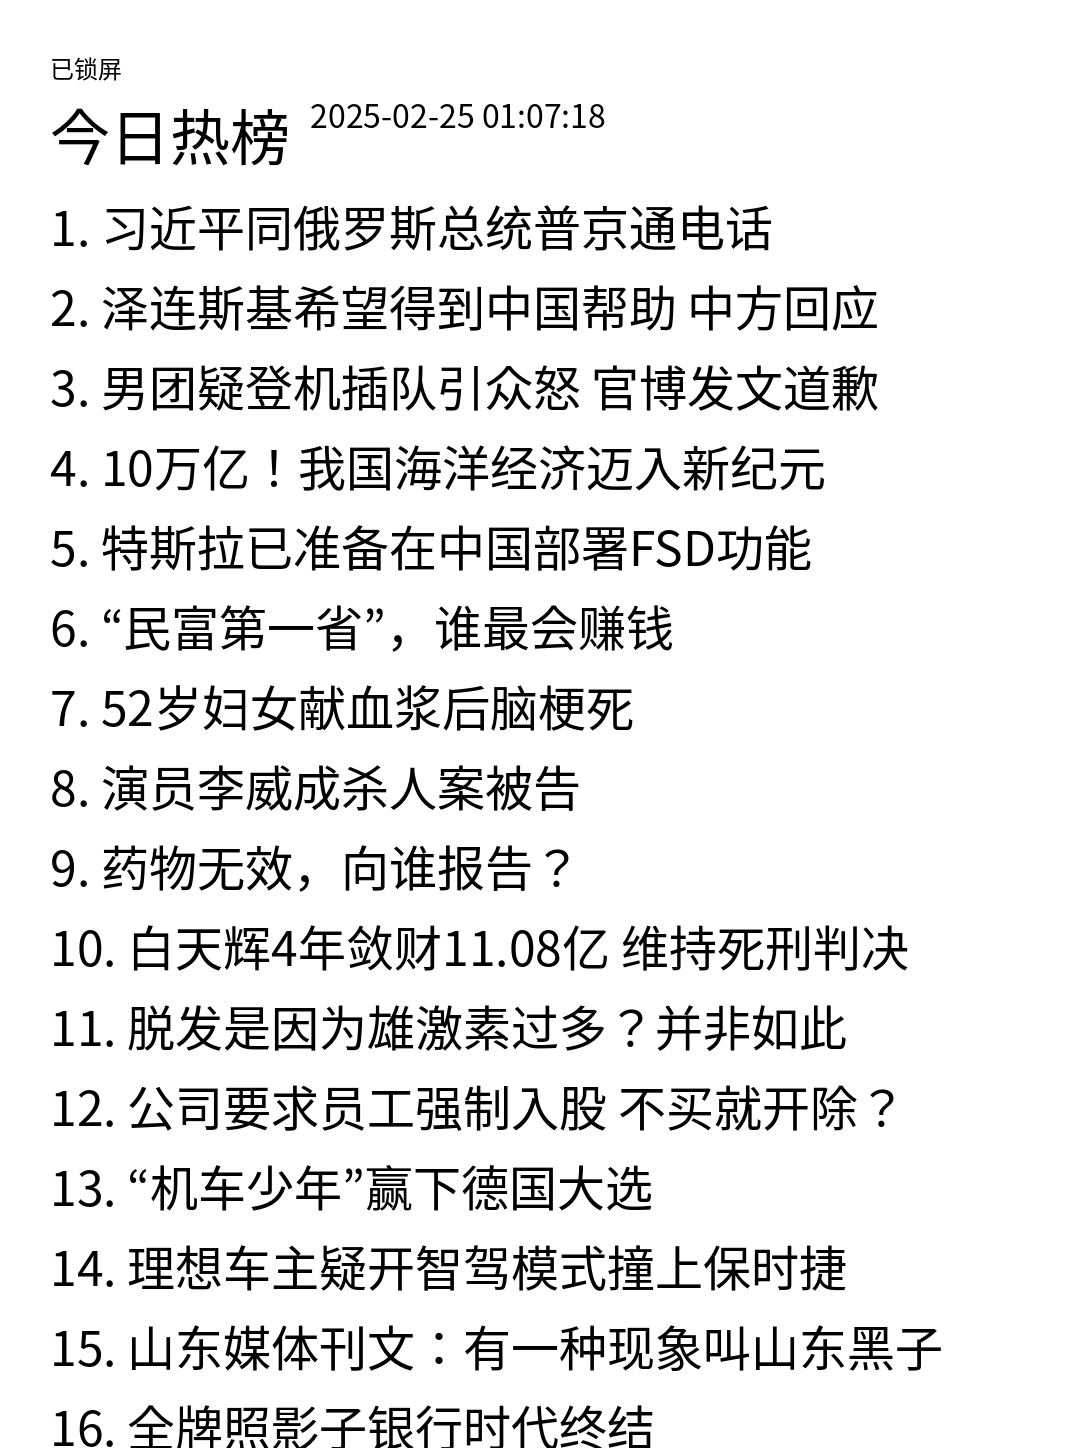 已锁屏
今日热榜 2025-02-25 01:07:18
1. 习近平同俄罗斯总统普京通电话
2. 泽连斯基希望得到中国帮助 中方回应
3. 男团疑登机插队引众怒 官博发文道歉
4. 10万亿！我国海洋经济迈入新纪元
5. 特斯拉已准备在中国部署FSD功能
6. “民富第一省”，谁最会赚钱
7. 52岁妇女献血浆后脑梗死
8. 演员李威成杀人案被告
9. 药物无效，向谁报告？
10. 白天辉4年敛财11.08亿 维持死刑判决
11. 脱发是因为雄激素过多？并非如此
12. 公司要求员工强制入股 不买就开除？
13. “机车少年”赢下德国大选
14. 理想车主疑开智驾模式撞上保时捷
15. 山东媒体刊文：有一种现象叫山东黑子
16. 全牌照影子银行时代终结